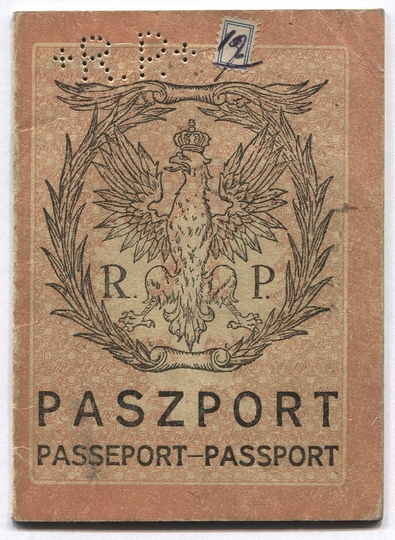 +R.P.+
19
R. P.
PASZPORT
PASSEPORT–PASSPORT